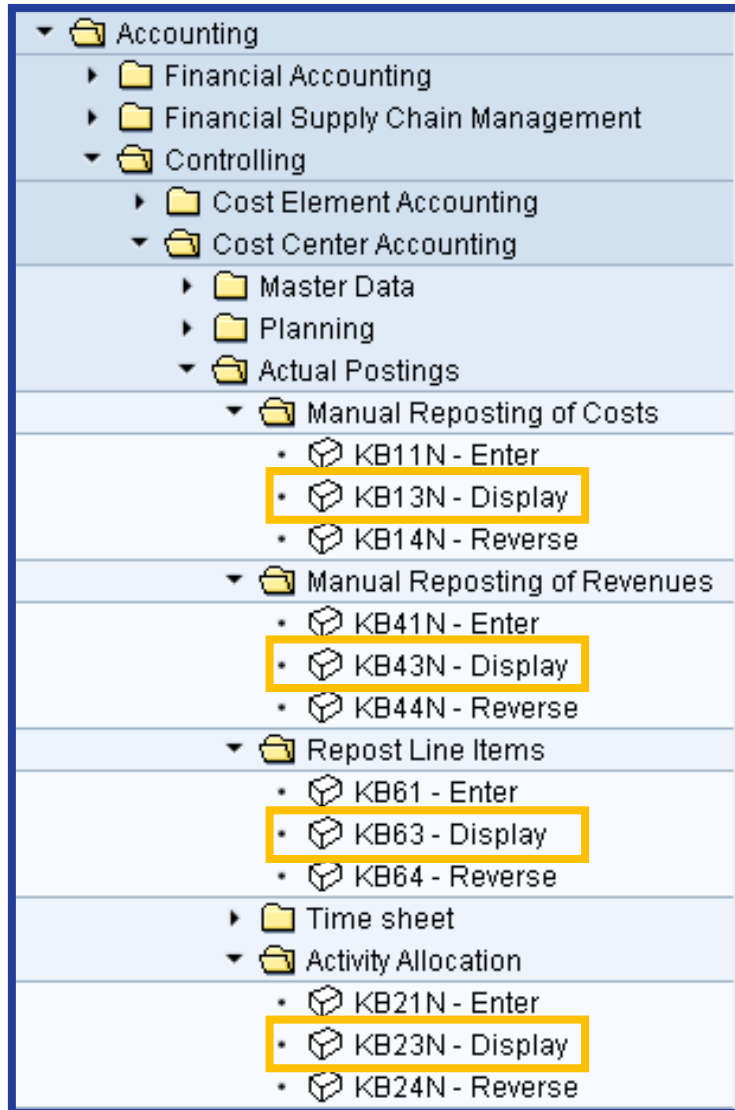 Accounting
Financial Accounting
Financial Supply Chain Management
Controlling
Cost Element Accounting
Cost Center Accounting
Master Data
Planning
Actual Postings
Manual Reposting of Costs
KB11N - Enter
KB13N - Display
KB14N - Reverse
Manual Reposting of Revenues
KB41N - Enter
KB43N - Display
KB44N - Reverse
Repost Line Items
KB61 - Enter
KB63 - Display
KB64 - Reverse
Time sheet
Activity Allocation
KB21N - Enter
KB23N - Display
KB24N - Reverse